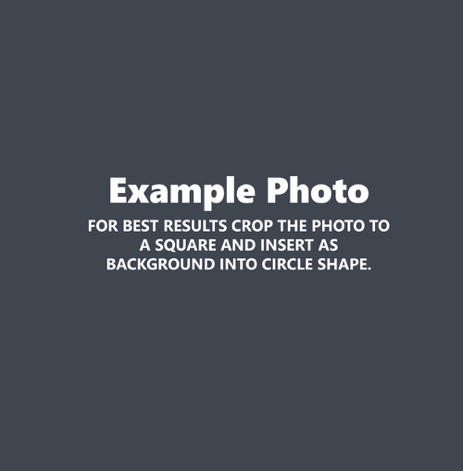 Example Photo
FOR BEST RESULTS CROP THE PHOTO TO
A SQUARE AND INSERT AS
BACKGROUND INTO CIRCLE SHAPE.